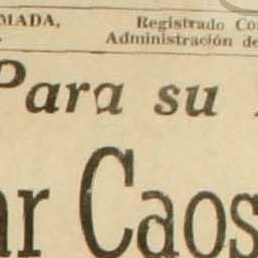 MADA,
Registrado Co
Administración de
Para su
ar Caos